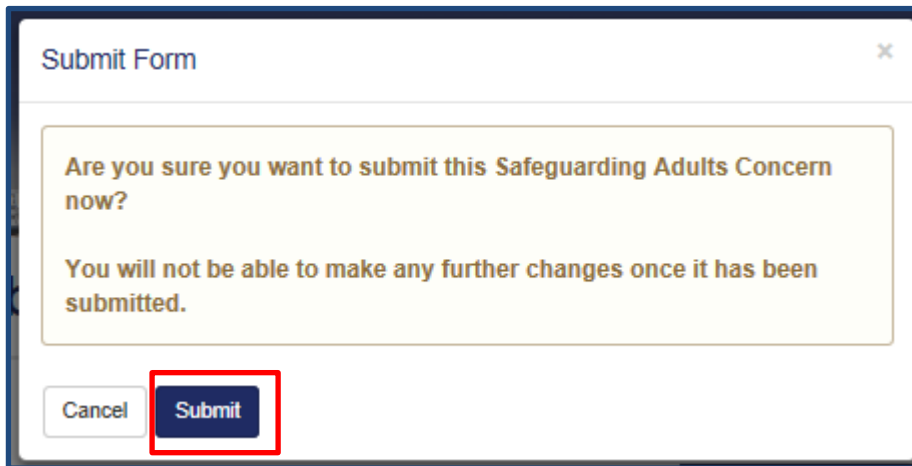 Submit Form ×
Are you sure you want to submit this Safeguarding Adults Concern
now?
You will not be able to make any further changes once it has been
submitted.
Cancel Submit